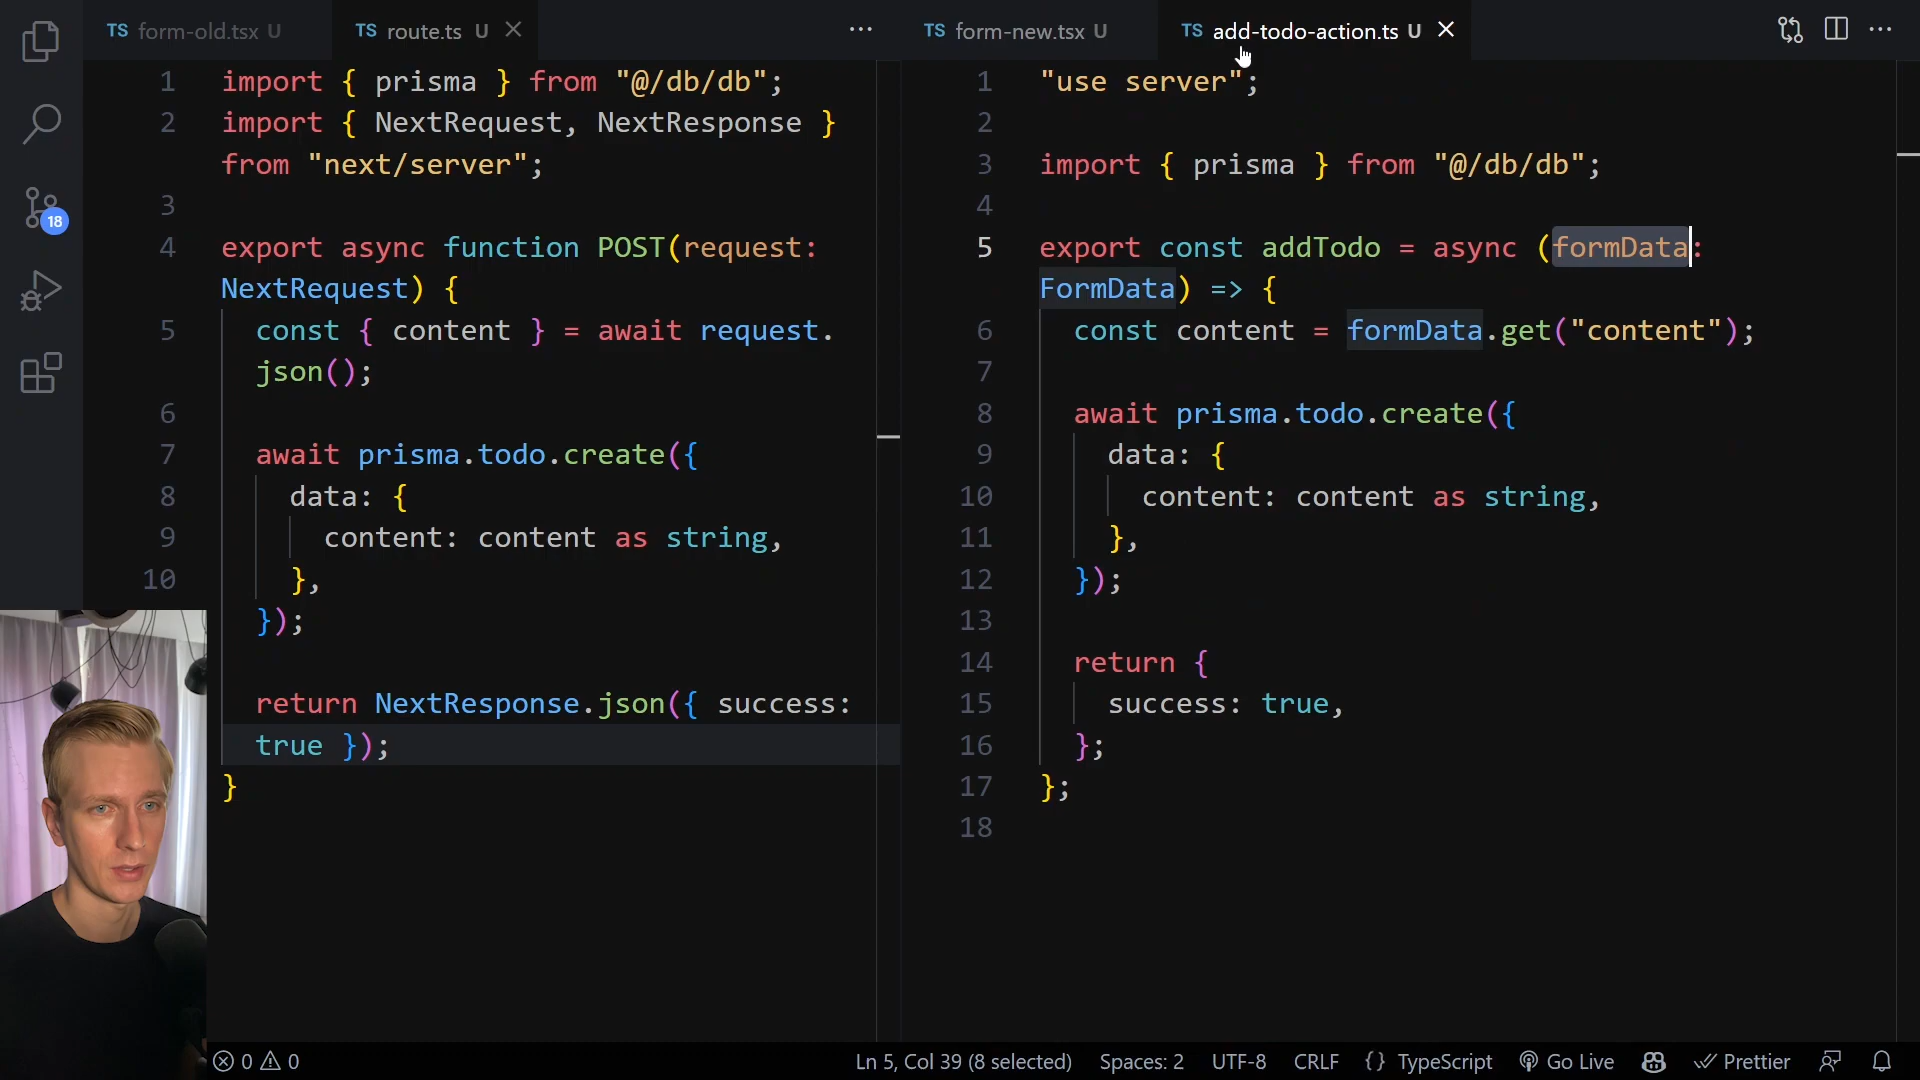 TS form-old.tsx U
TS route.ts U
TS form-new.tsx U
TS add-todo-action.ts U
18
1 import { prisma } from "@/db/db";
2 import { NextRequest, NextResponse }
from "next/server";
3
4 export async function POST(request:
NextRequest) {
5 const { content } = await request.
json();
6
7 await prisma.todo.create({
8 data: {
9 content: content as string,
10 },
});
return NextResponse.json({ success:
true });
}
1 "use server";
2
3 import { prisma } from "@/db/db";
4
5 export const addTodo = async (formData:
FormData) => {
6 const content = formData.get("content");
7
8 await prisma.todo.create({
9 data: {
10 content: content as string,
11 },
12 });
13
14 return {
15 success: true,
16 };
17 };
18
0 0
Ln 5, Col 39 (8 selected)
Spaces: 2
UTF-8
CRLF
{} TypeScript
Go Live
Prettier